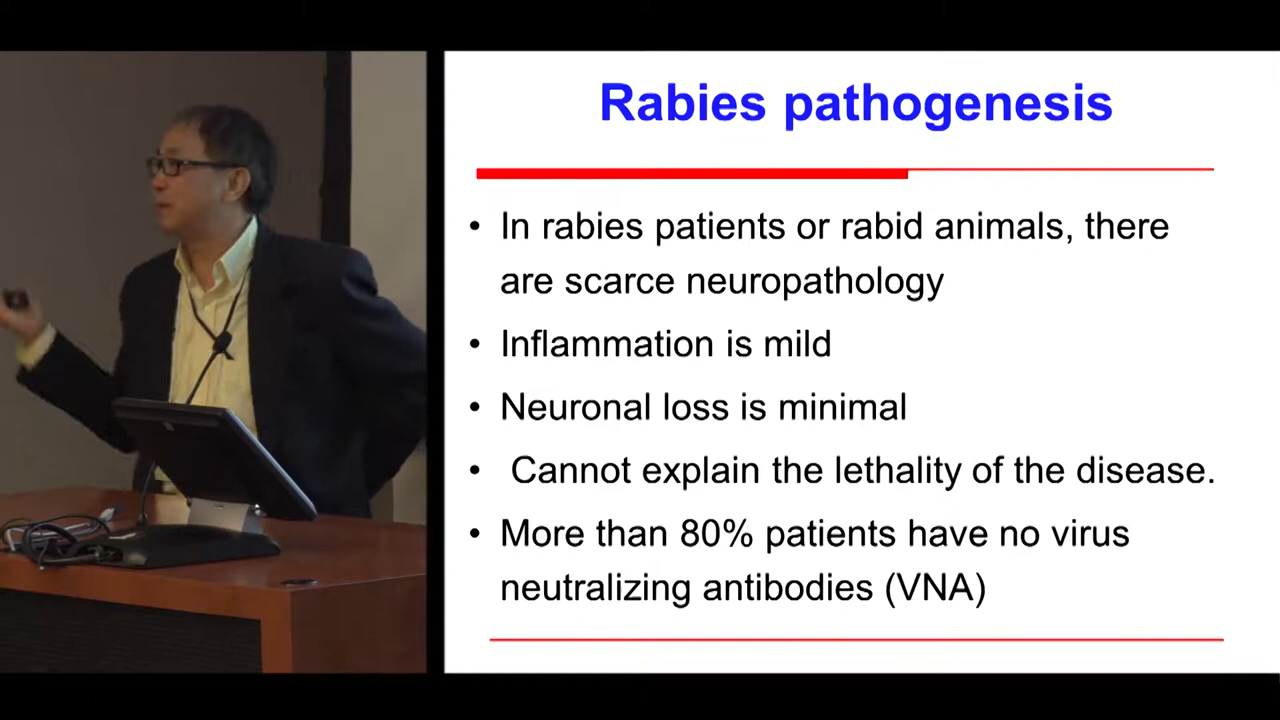 Rabies pathogenesis
• In rabies patients or rabid animals, there
are scarce neuropathology
• Inflammation is mild
• Neuronal loss is minimal
• Cannot explain the lethality of the disease.
• More than 80% patients have no virus
neutralizing antibodies (VNA)